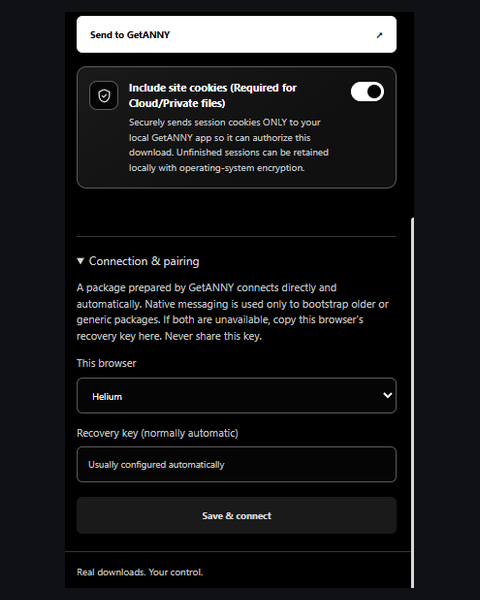 Send to GetANNY ↗
Include site cookies (Required for
Cloud/Private files)
Securely sends session cookies ONLY to your
local GetANNY app so it can authorize this
download. Unfinished sessions can be retained
locally with operating-system encryption.
▼ Connection & pairing
A package prepared by GetANNY connects directly and
automatically. Native messaging is used only to bootstrap older or
generic packages. If both are unavailable, copy this browser's
recovery key here. Never share this key.
This browser
Helium
Recovery key (normally automatic)
Usually configured automatically
Save & connect
Real downloads. Your control.